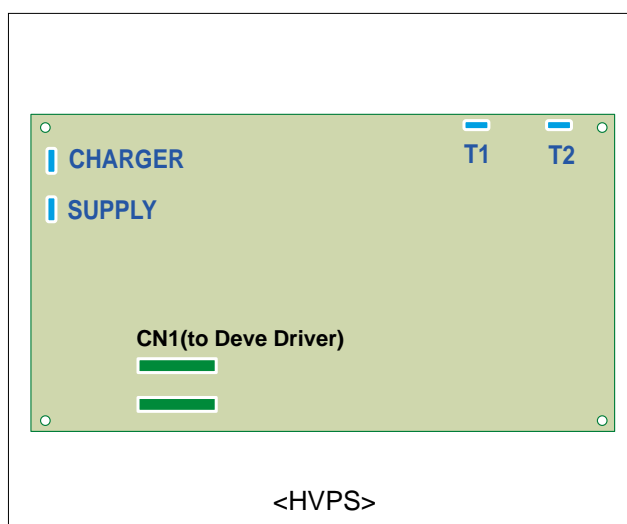 CHARGER
T1
T2
SUPPLY
CN1(to Deve Driver)
<HVPS>